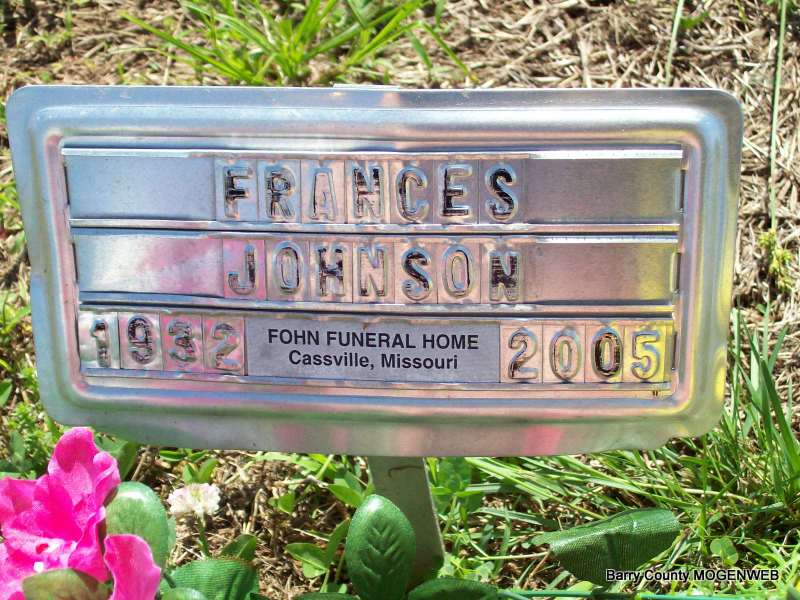 FRANCES
JOHNSON
1932 FOHN FUNERAL HOME 2005
Cassville, Missouri
Barry County MOGENWEB